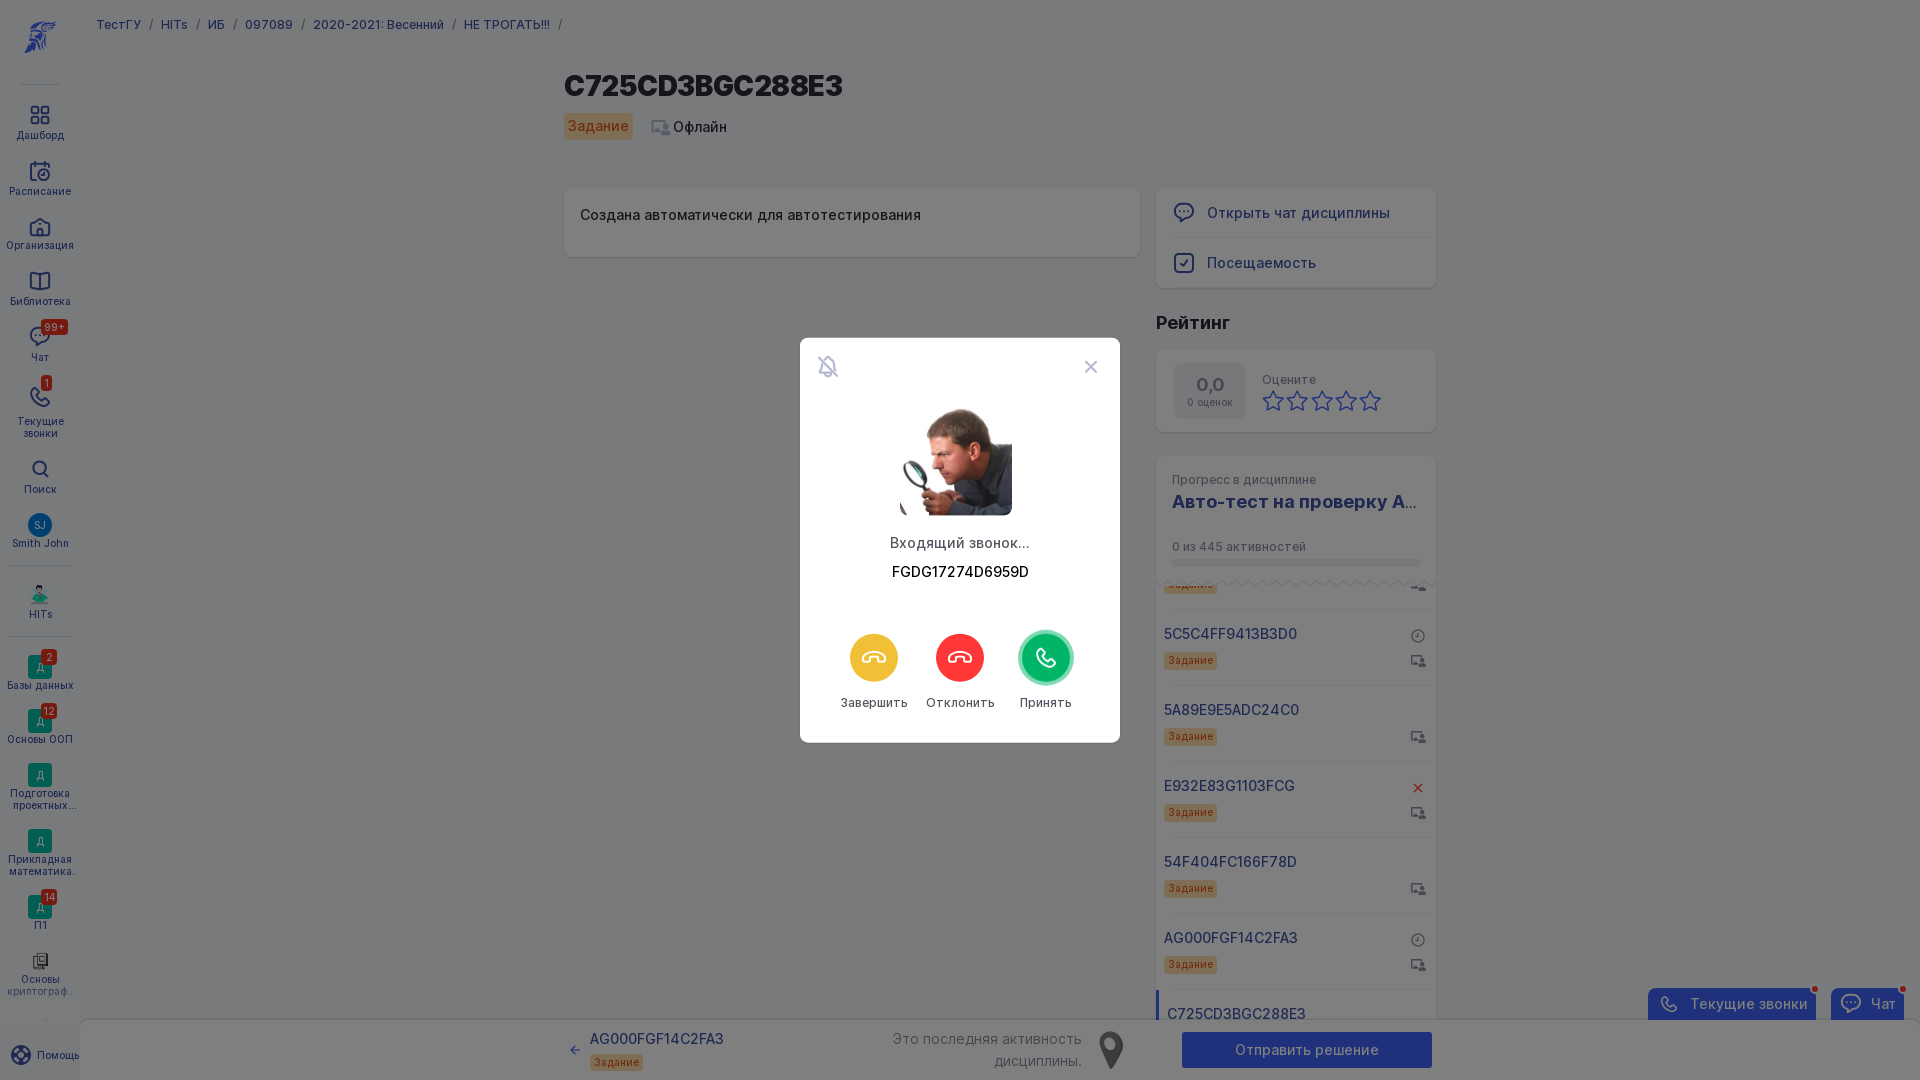 ТестГУ / HITs / ИБ / 097089 / 2020-2021: Весенний / НЕ ТРОГАТЬ!!! /
Дашборд
Расписание
Организация
Библиотека
99+
Чат
1
Текущие
звонки
Поиск
SJ
Smith John
HITs
2
Д
Базы данных
12
Д
Основы ООП
Д
Подготовка
проектных...
Д
Прикладная
математика.
14
Д
П1
Основы
криптограф...
Помощь
C725CD3BGC288E3
Задание
Офлайн
Создана автоматически для автотестирования
Открыть чат дисциплины
Посещаемость
Рейтинг
0,0
0 оценок
Оцените
Прогресс в дисциплине
Авто-тест на проверку А...
0 из 445 активностей
Задание
5C5C4FF9413B3D0
Задание
5A89E9E5ADC24C0
Задание
E932E83G1103FCG
Задание
54F404FC166F78D
Задание
AG000FGF14C2FA3
Задание
C725CD3BGC288E3
Входящий звонок...
FGDG17274D6959D
Завершить
Отклонить
Принять
Текущие звонки
Чат
AG000FGF14C2FA3
Задание
Это последняя активность
дисциплины.
Отправить решение